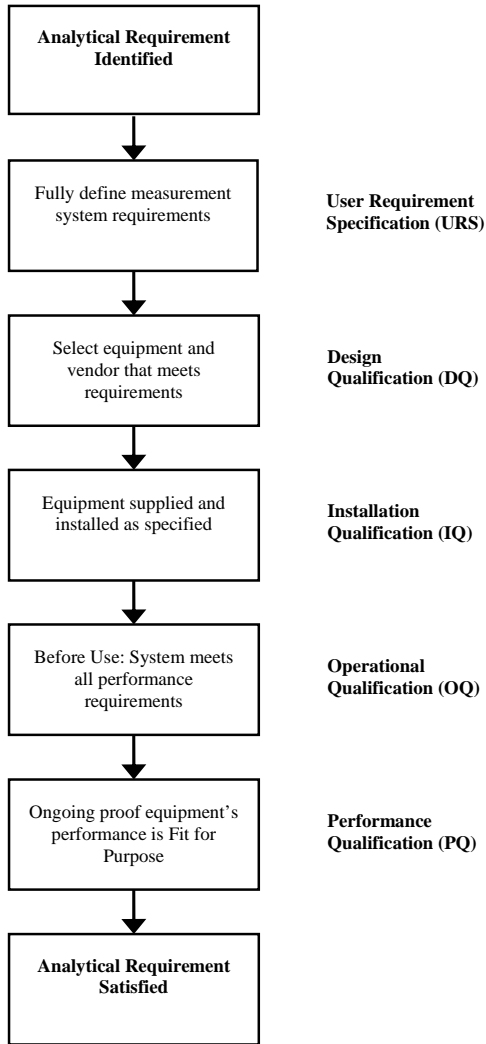 Analytical Requirement
Identified
Fully define measurement
system requirements
User Requirement
Specification (URS)
Select equipment and
vendor that meets
requirements
Design
Qualification (DQ)
Equipment supplied and
installed as specified
Installation
Qualification (IQ)
Before Use: System meets
all performance
requirements
Operational
Qualification (OQ)
Ongoing proof equipment’s
performance is Fit for
Purpose
Performance
Qualification (PQ)
Analytical Requirement
Satisfied